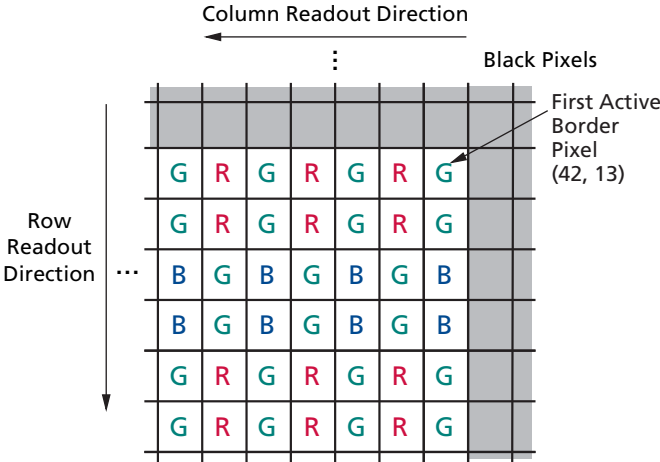 Column Readout Direction
⋮
Black Pixels
First Active
Border
Pixel
(42, 13)
G R G R G R G
G R G R G R G
Row
Readout
Direction
...
B G B G B G B
B G B G B G B
G R G R G R G
G R G R G R G